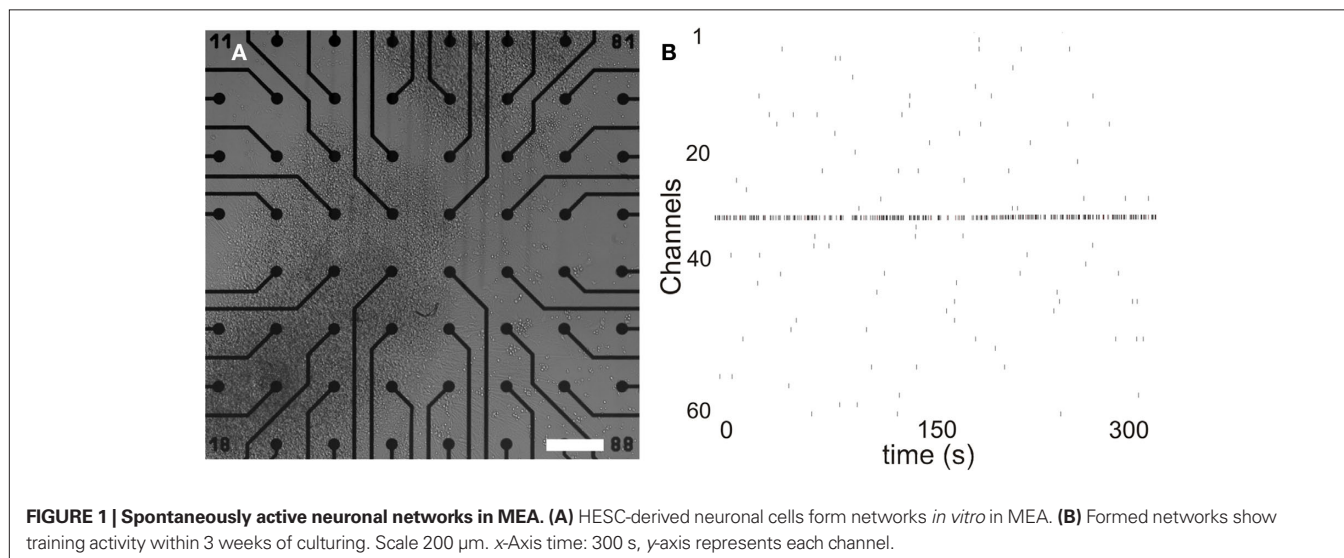 11
A
81
18
88
B
1
20
40
60
Channels
0 150 300
time (s)
FIGURE 1 | Spontaneously active neuronal networks in MEA. (A) HESC-derived neuronal cells form networks in vitro in MEA. (B) Formed networks show
training activity within 3 weeks of culturing. Scale 200 µm. x-Axis time: 300 s, y-axis represents each channel.